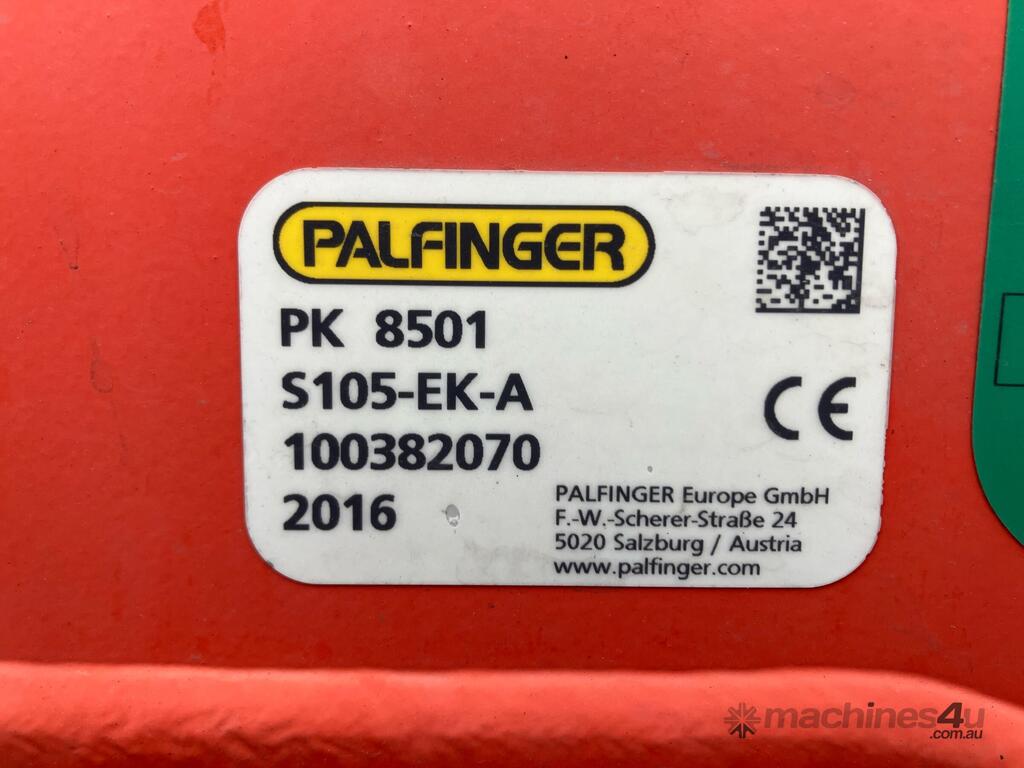 PALFINGER
PK 8501
S105-EK-A
100382070
2016
CE
PALFINGER Europe GmbH
F.-W.-Scherer-Straße 24
5020 Salzburg / Austria
www.palfinger.com
machines4u
.com.au